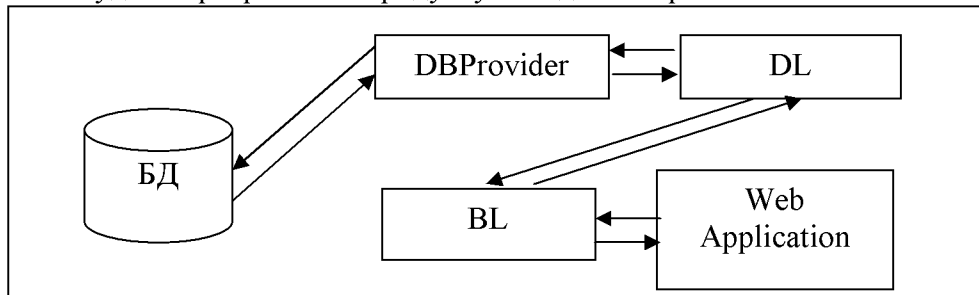 DBProvider
DL
БД
BL
Web
Application